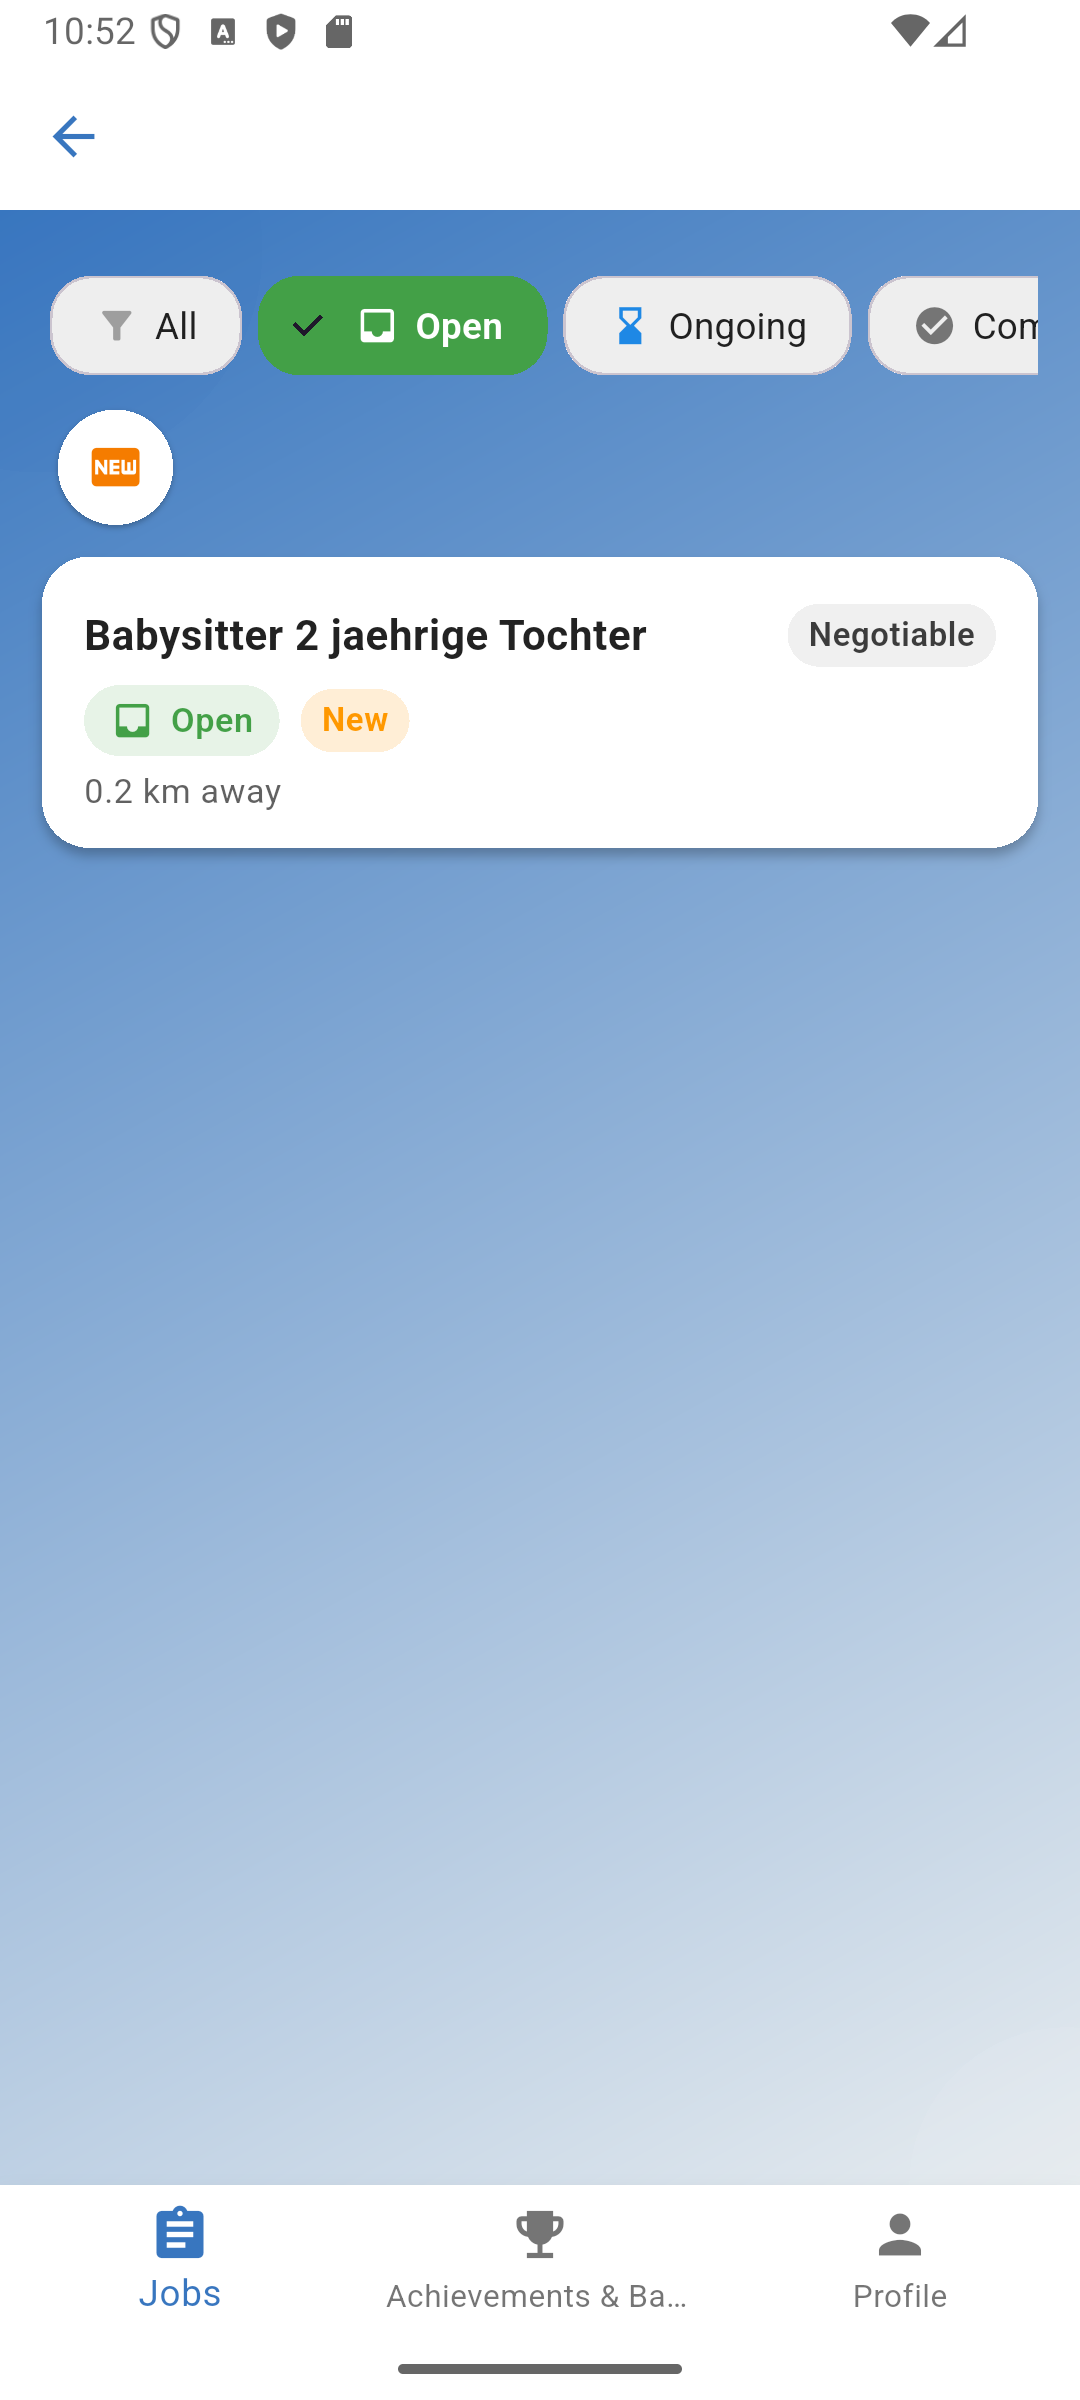 10:52
All
Open
Ongoing
Com
NEW
Babysitter 2 jaehrige Tochter
Negotiable
Open
New
0.2 km away
Jobs
Achievements & Ba...
Profile